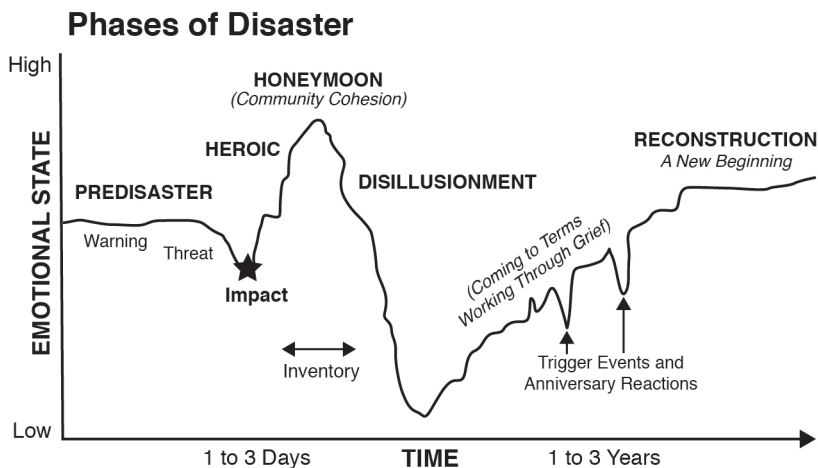 Phases of Disaster
High
HONEYMOON
(Community Cohesion)
HEROIC
RECONSTRUCTION
A New Beginning
PREDISASTER
DISILLUSIONMENT
Warning
Threat
Impact
(Coming to Terms
Working Through Grief)
EMOTIONAL STATE
Inventory
Trigger Events and
Anniversary Reactions
Low
1 to 3 Days
TIME
1 to 3 Years